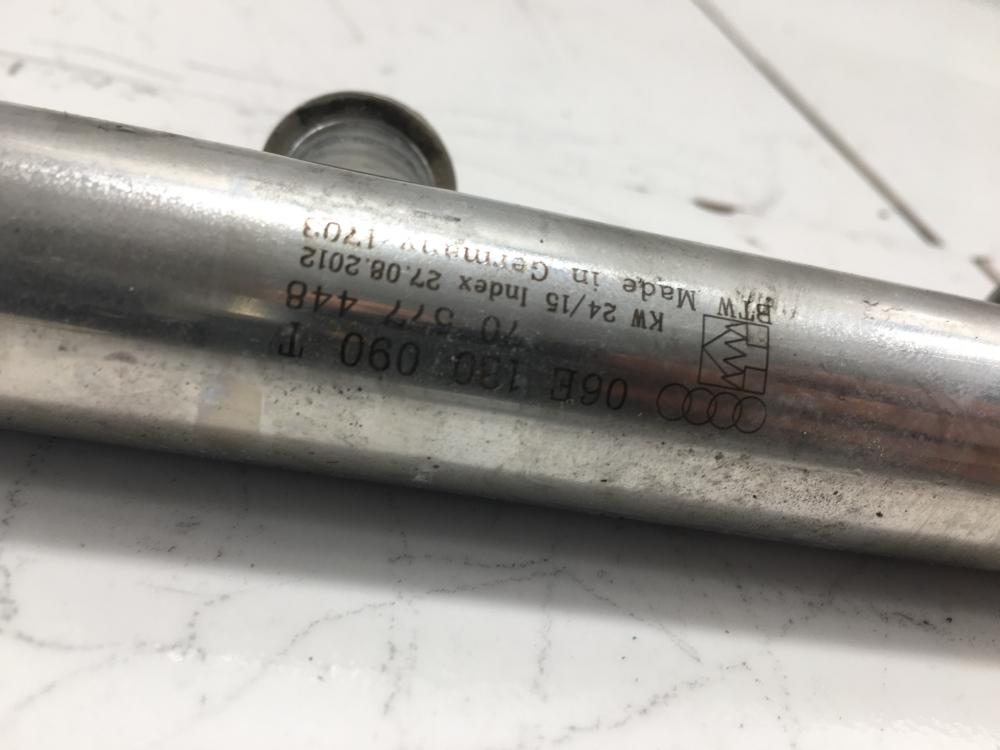 06E 130 090 T
70 577 448
KW 24/15 Index 27.08.2012
BTW Made in Germany 1703